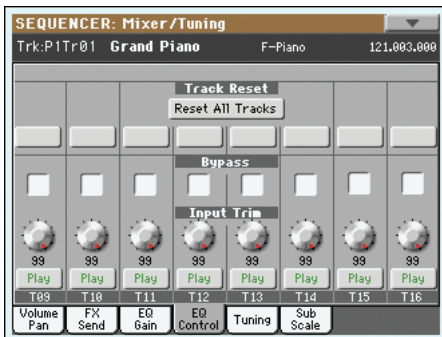 SEQUENCER: Mixer/Tuning
Trk:P1Tr01 Grand Piano F-Piano 121.003.000
Track Reset
Reset All Tracks
Bypass
Input Trim
99 99 99 99 99 99 99 99
Play Play Play Play Play Play Play Play
T09 T10 T11 T12 T13 T14 T15 T16
Volume Pan FX Send EQ Gain EQ Control Tuning Sub Scale